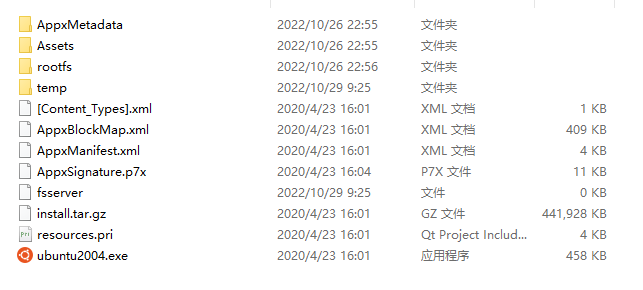 AppxMetadata 2022/10/26 22:55 文件夹
Assets 2022/10/26 22:55 文件夹
rootfs 2022/10/26 22:56 文件夹
temp 2022/10/29 9:25 文件夹
[Content_Types].xml 2020/4/23 16:01 XML 文档 1 KB
AppxBlockMap.xml 2020/4/23 16:01 XML 文档 409 KB
AppxManifest.xml 2020/4/23 16:01 XML 文档 4 KB
AppxSignature.p7x 2020/4/23 16:04 P7X 文件 11 KB
fsserver 2022/10/29 9:25 文件 0 KB
install.tar.gz 2020/4/23 16:01 GZ 文件 441,928 KB
resources.pri 2020/4/23 16:01 Qt Project Includ... 4 KB
ubuntu2004.exe 2020/4/23 16:01 应用程序 458 KB